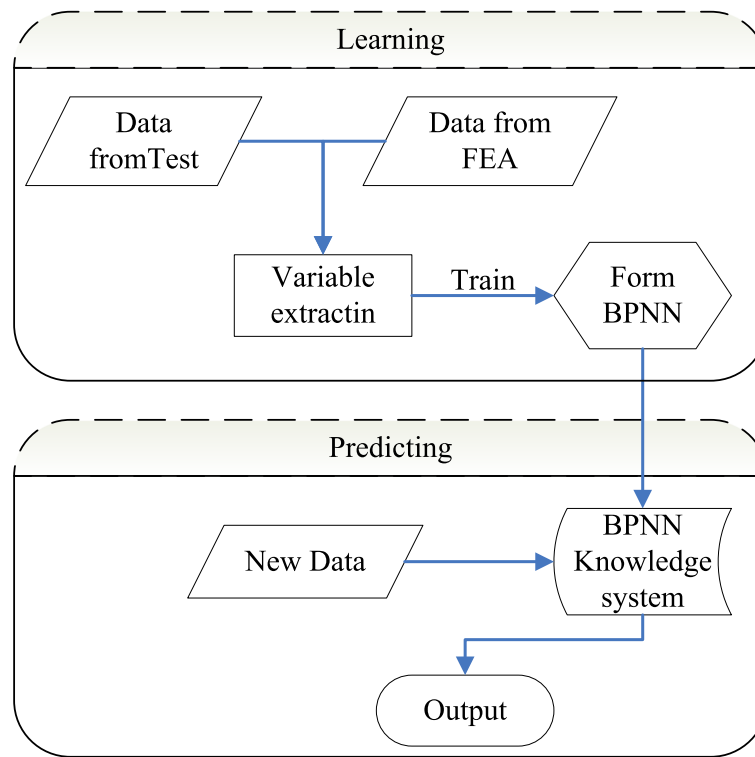 Learning
Data
fromTest
Data from
FEA
Variable
extractin
Train
Form
BPNN
Predicting
New Data
BPNN
Knowledge
system
Output